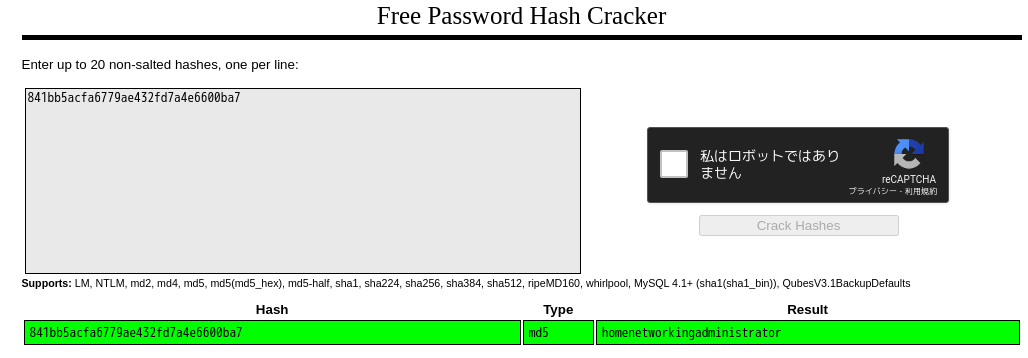 Free Password Hash Cracker
Enter up to 20 non-salted hashes, one per line:
841bb5acfa6779ae432fd7a4e6600ba7
私はロボットではあり
ません
reCAPTCHA
プライバシー - 利用規約
Crack Hashes
Supports: LM, NTLM, md2, md4, md5, md5(md5_hex), md5-half, sha1, sha224, sha256, sha384, sha512, ripeMD160, whirlpool, MySQL 4.1+ (sha1(sha1_bin)), QubesV3.1BackupDefaults
Hash Type Result
841bb5acfa6779ae432fd7a4e6600ba7 md5 homenetworkingadministrator